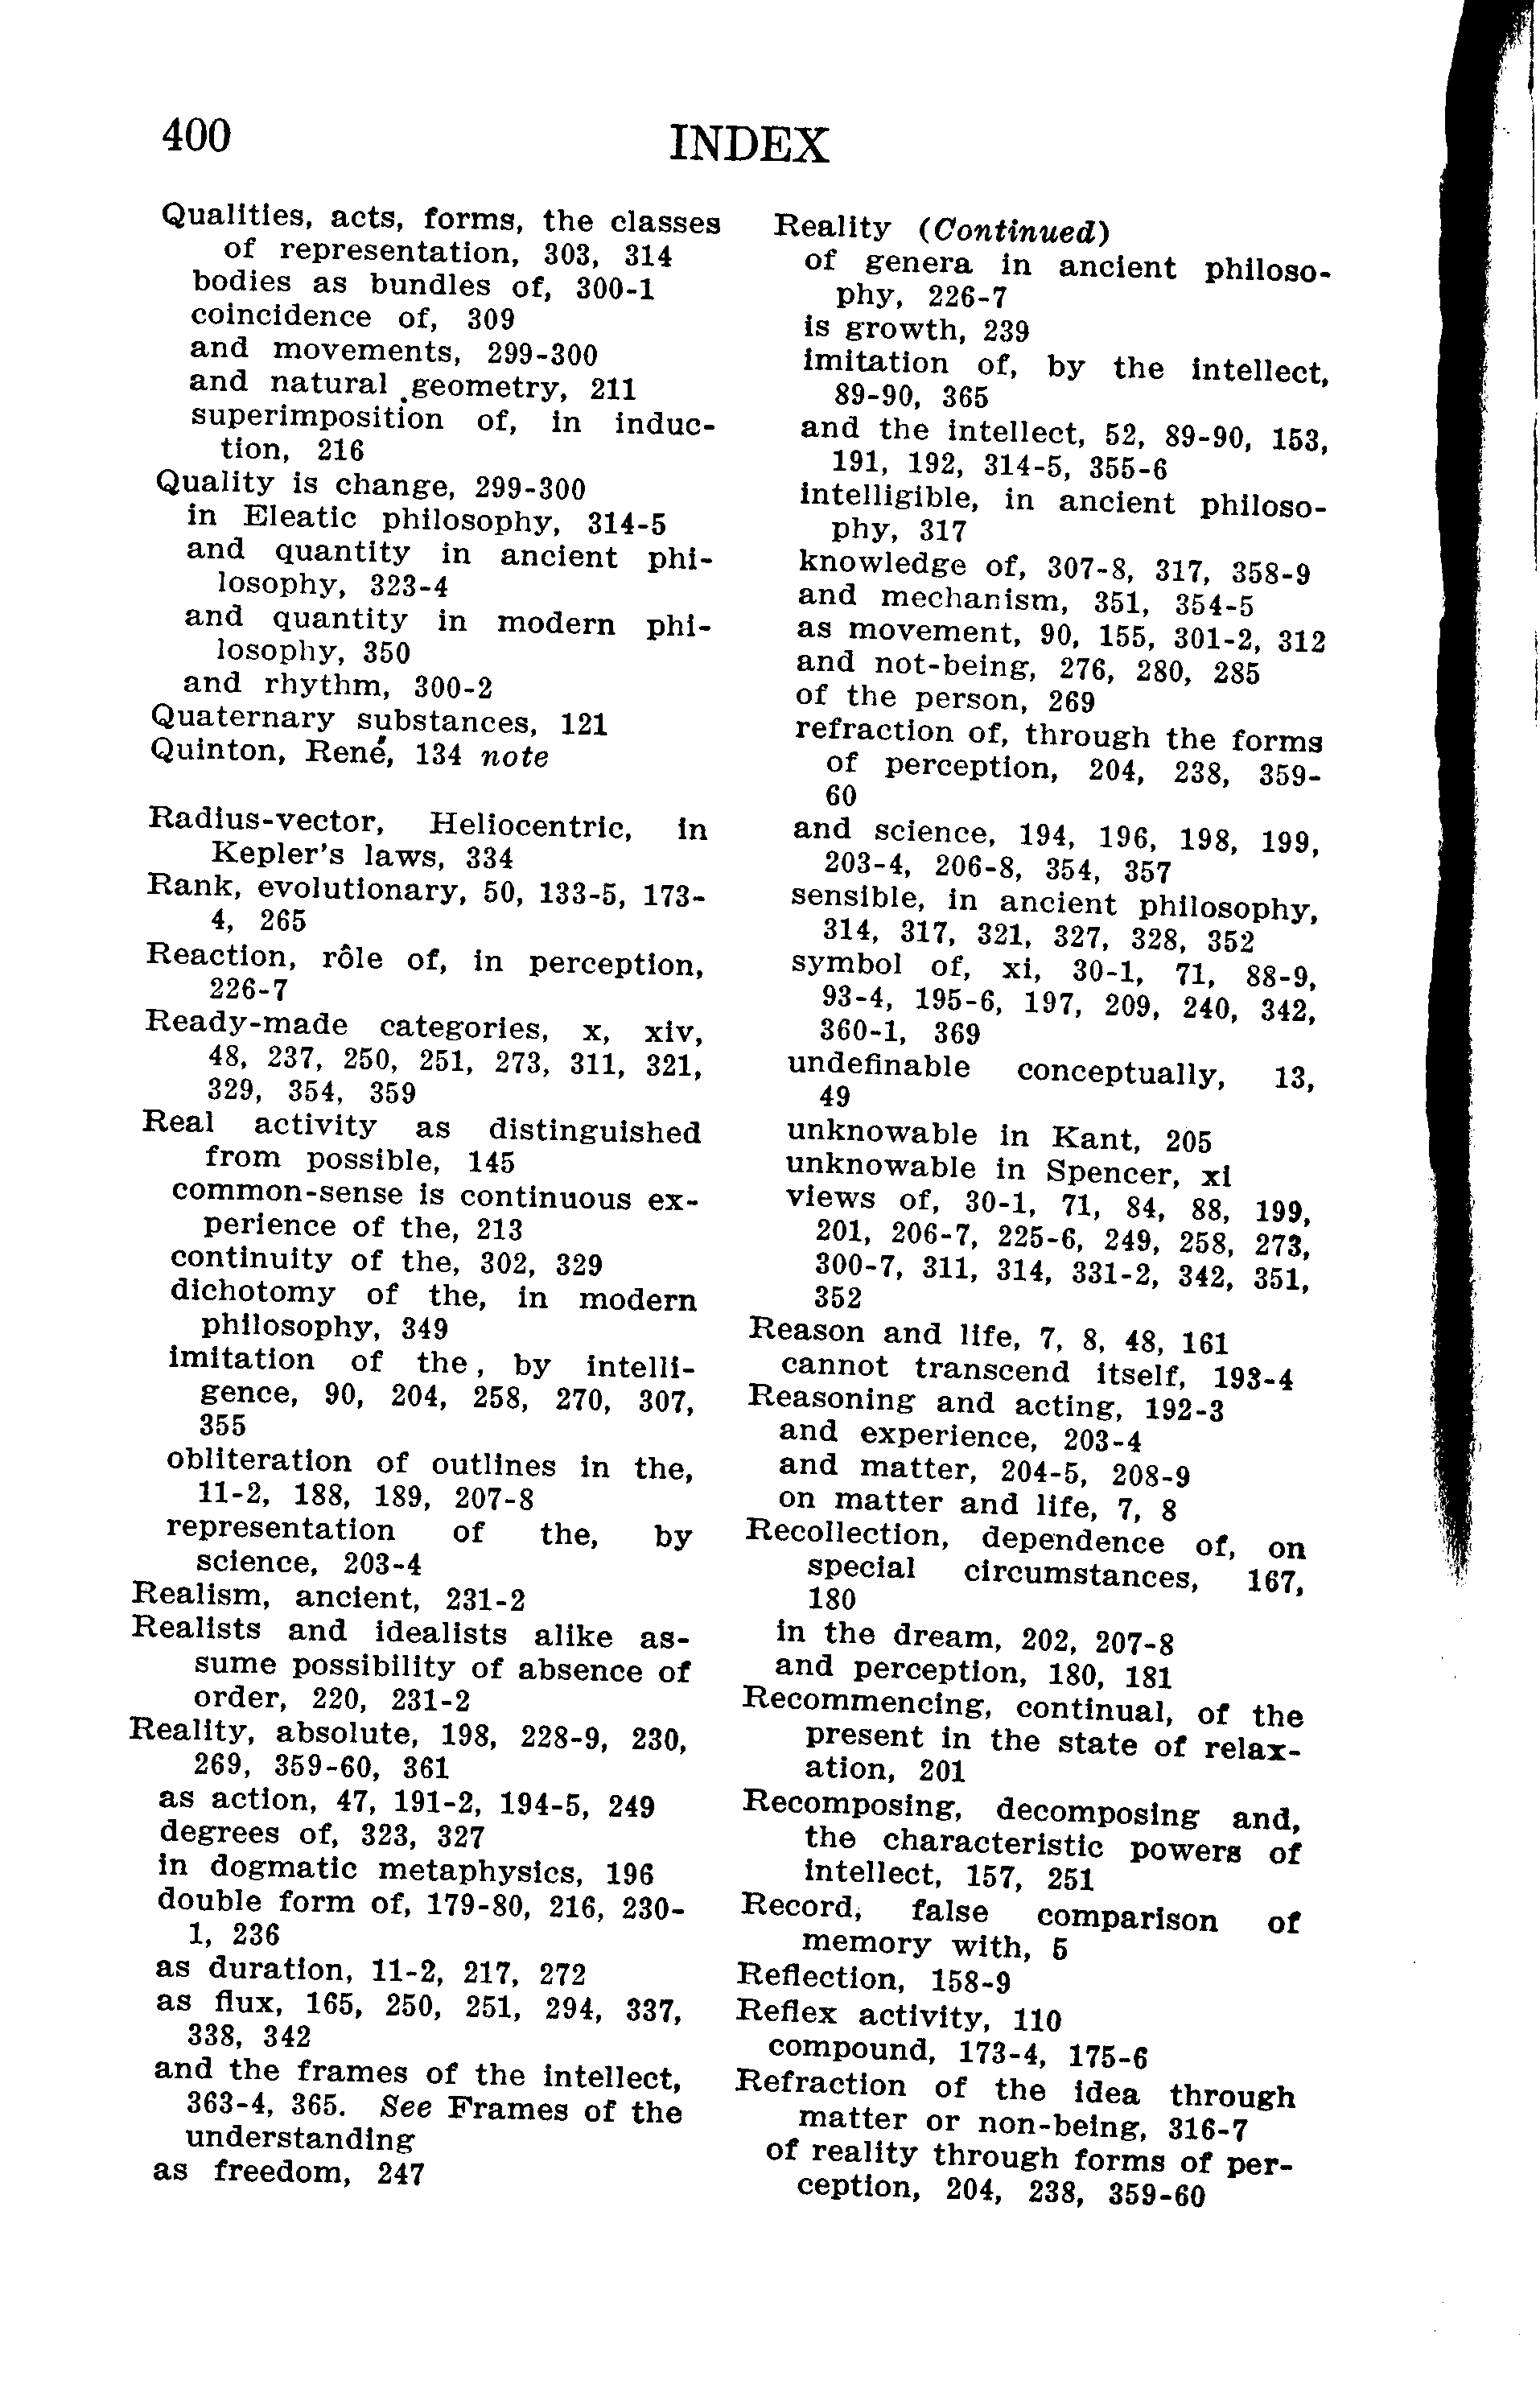 400
INDEX
Qualities, acts, forms, the classes
of representation, 303, 314
bodies as bundles of, 300-1
coincidence of, 309
and movements, 299-300
and natural geometry, 211
superimposition of, in induc-
tion, 216
Quality is change, 299-300
in Eleatic philosophy, 314-5
and quantity in ancient phi-
losophy, 323-4
and quantity in modern phi-
losophy, 350
and rhythm, 300-2
Quaternary substances, 121
Quinton, René, 134 note
Radius-vector, Heliocentric, in
Kepler's laws, 334
Rank, evolutionary, 50, 133-5, 173-
4, 265
Reaction, rôle of, in perception,
226-7
Ready-made categories, x, xiv,
48, 237, 250, 251, 273, 311, 321,
329, 354, 359
Real activity as distinguished
from possible, 145
common-sense is continuous ex-
perience of the, 213
continuity of the, 302, 329
dichotomy of the, in modern
philosophy, 349
imitation of the, by intelli-
gence, 90, 204, 258, 270, 307,
355
obliteration of outlines in the,
11-2, 188, 189, 207-8
representation of the, by
science, 203-4
Realism, ancient, 231-2
Realists and idealists alike as-
sume possibility of absence of
order, 220, 231-2
Reality, absolute, 198, 228-9, 230,
269, 359-60, 361
as action, 47, 191-2, 194-5, 249
degrees of, 323, 327
in dogmatic metaphysics, 196
double form of, 179-80, 216, 230-
1, 236
as duration, 11-2, 217, 272
as flux, 165, 250, 251, 294, 337,
338, 342
and the frames of the intellect,
363-4, 365. See Frames of the
understanding
as freedom, 247
Reality (Continued)
of genera in ancient philoso-
phy, 226-7
is growth, 239
imitation of, by the intellect,
89-90, 365
and the intellect, 52, 89-90, 153,
191, 192, 314-5, 355-6
intelligible, in ancient philoso-
phy, 317
knowledge of, 307-8, 317, 358-9
and mechanism, 351, 354-5
as movement, 90, 155, 301-2, 312
and not-being, 276, 280, 285
of the person, 269
refraction of, through the forms
of perception, 204, 238, 359-
60
and science, 194, 196, 198, 199,
203-4, 206-8, 354, 357
sensible, in ancient philosophy,
314, 317, 321, 327, 328, 352
symbol of, xi, 30-1, 71, 88-9,
93-4, 195-6, 197, 209, 240, 342,
360-1, 369
undefinable conceptually, 13,
49
unknowable in Kant, 205
unknowable in Spencer, xi
views of, 30-1, 71, 84, 88, 199,
201, 206-7, 225-6, 249, 258, 273,
300-7, 311, 314, 331-2, 342, 351,
352
Reason and life, 7, 8, 48, 161
cannot transcend itself, 193-4
Reasoning and acting, 192-3
and experience, 203-4
and matter, 204-5, 208-9
on matter and life, 7, 8
Recollection, dependence of, on
special circumstances, 167,
180
in the dream, 202, 207-8
and perception, 180, 181
Recommencing, continual, of the
present in the state of relax-
ation, 201
Recomposing, decomposing and,
the characteristic powers of
intellect, 157, 251
Record, false comparison of
memory with, 5
Reflection, 158-9
Reflex activity, 110
compound, 173-4, 175-6
Refraction of the idea through
matter or non-being, 316-7
of reality through forms of per-
ception, 204, 238, 359-60